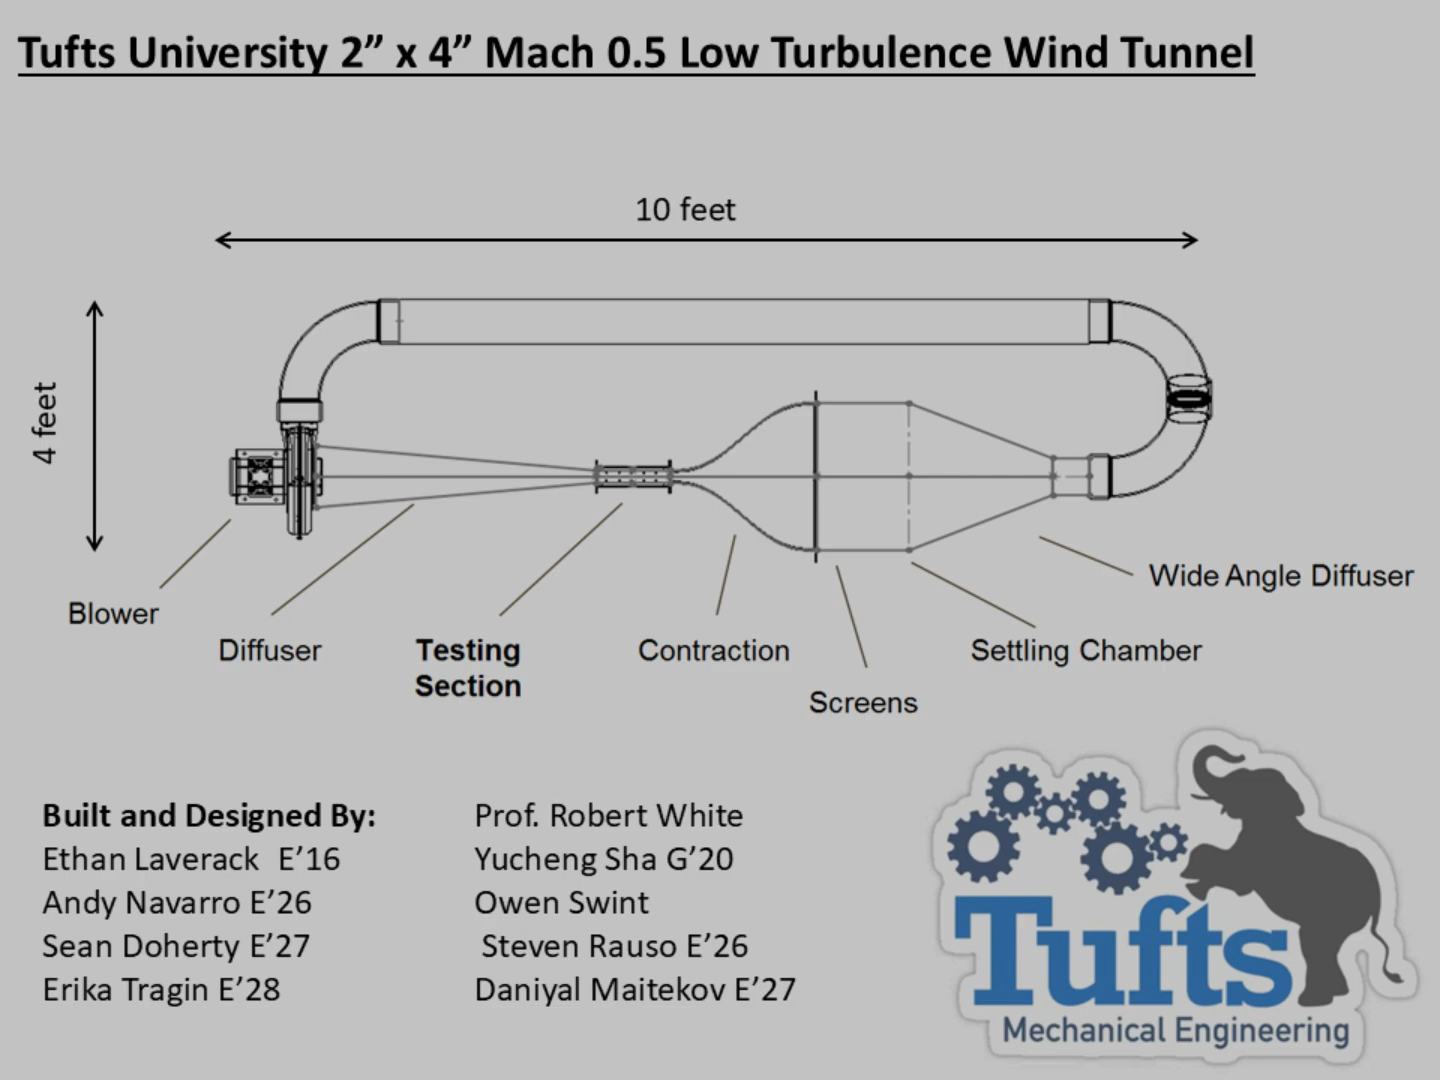 Tufts University 2” x 4” Mach 0.5 Low Turbulence Wind Tunnel
10 feet
4 feet
Blower
Diffuser
Testing
Section
Contraction
Screens
Settling Chamber
Wide Angle Diffuser
Built and Designed By:
Ethan Laverack E’16
Andy Navarro E’26
Sean Doherty E’27
Erika Tragin E’28
Prof. Robert White
Yucheng Sha G’20
Owen Swint
Steven Rauso E’26
Daniyal Maitekov E’27
Tufts
Mechanical Engineering